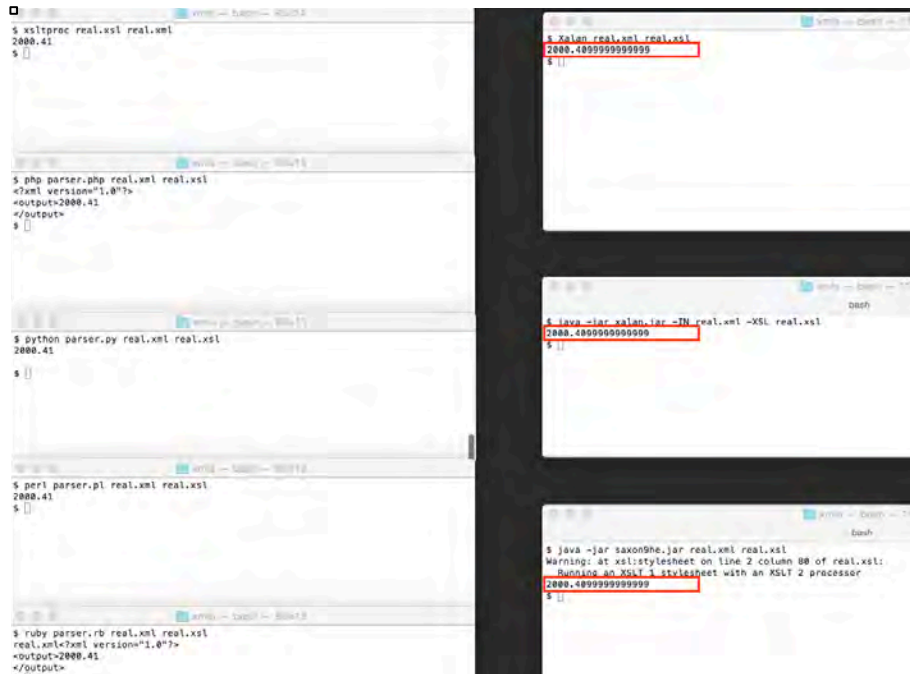 $ xsltproc real.xsl real.xml
2000.41
$
$ php parser.php real.xml real.xsl
<?xml version="1.0"?>
<output>2000.41
</output>
$
$ python parser.py real.xml real.xsl
2000.41
$
$ perl parser.pl real.xml real.xsl
2000.41
$
$ ruby parser.rb real.xml real.xsl
real.xml<?xml version="1.0"?>
<output>2000.41
</output>
$ Xalan real.xml real.xsl
2000.4099999999999
$
bash
$ java -jar xalan.jar -IN real.xml -XSL real.xsl
2000.4099999999999
$
bash
$ java -jar saxon9he.jar real.xml real.xsl
Warning: at xsl:stylesheet on line 2 column 80 of real.xsl:
Running an XSLT 1 stylesheet with an XSLT 2 processor
2000.4099999999999
$